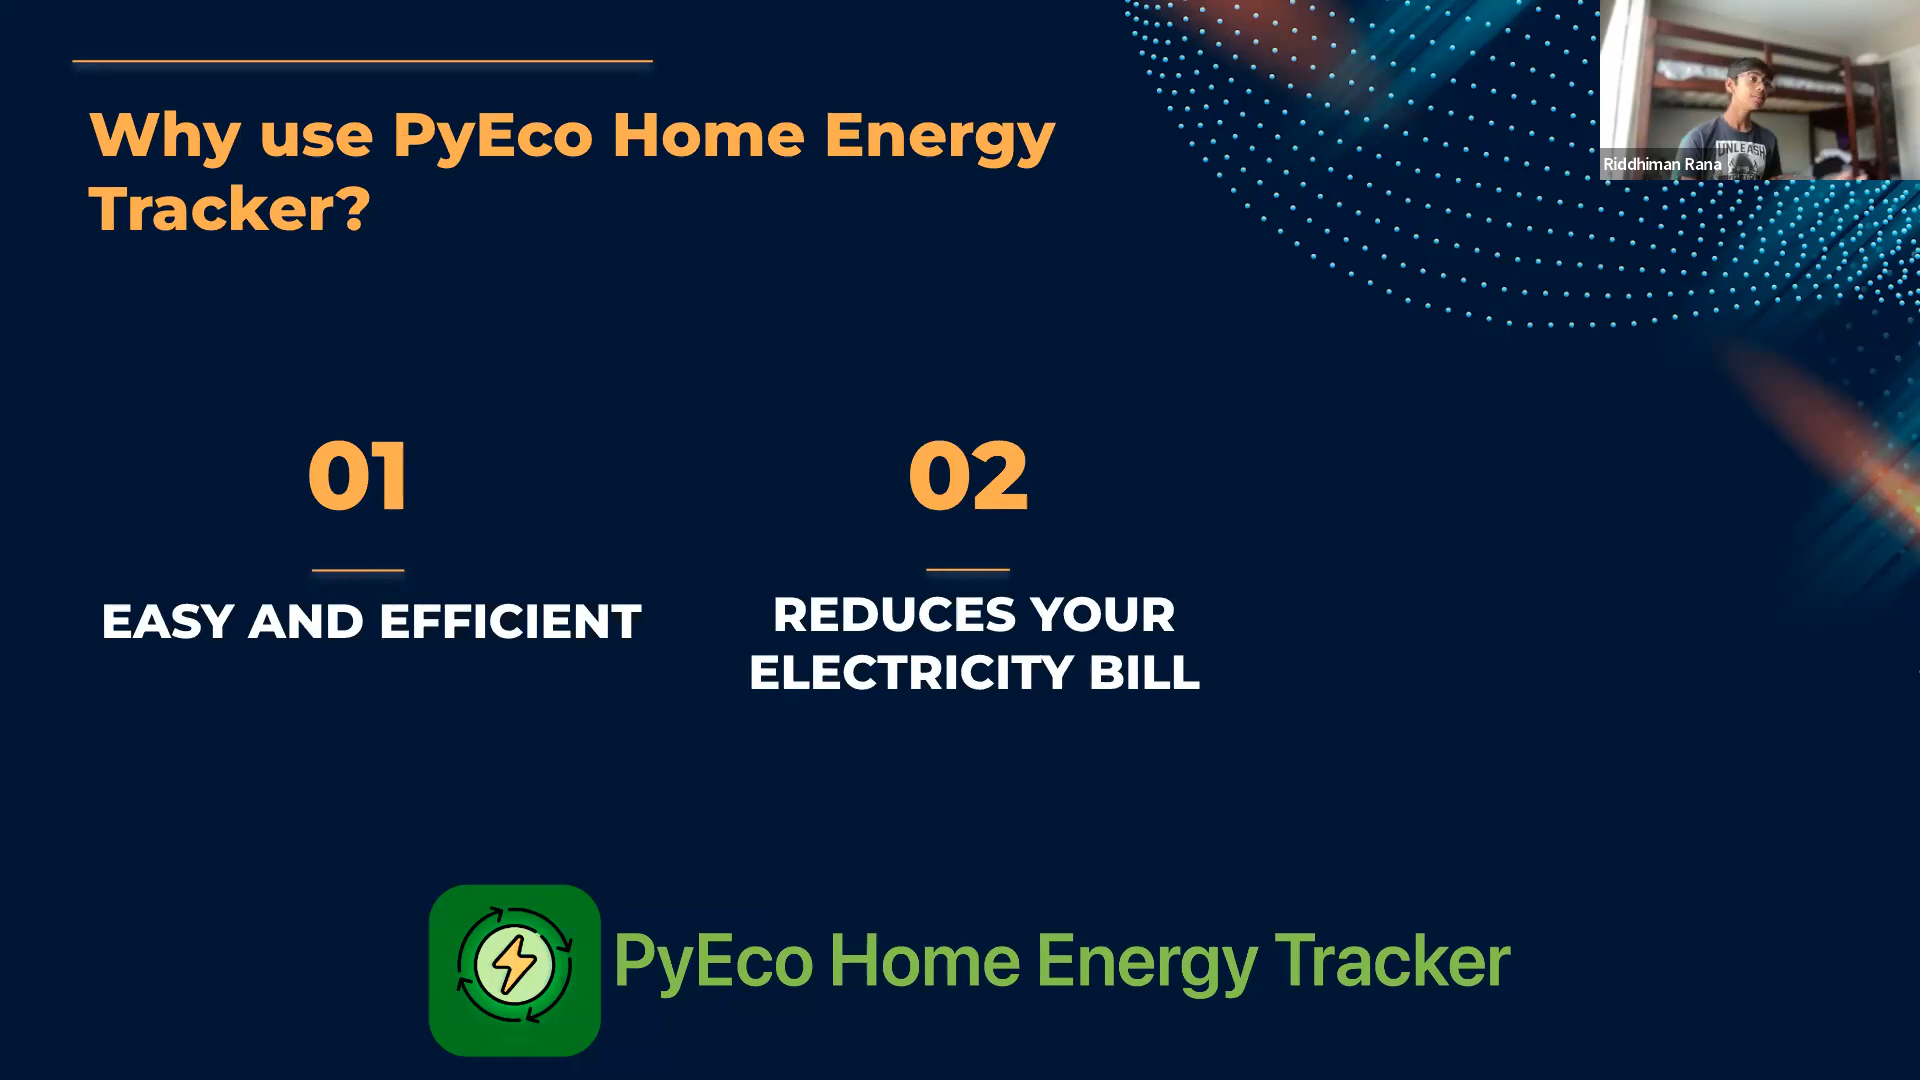 Why use PyEco Home Energy
Tracker?
Riddhiman Rana
UNLEASH
01
EASY AND EFFICIENT
02
REDUCES YOUR
ELECTRICITY BILL
PyEco Home Energy Tracker